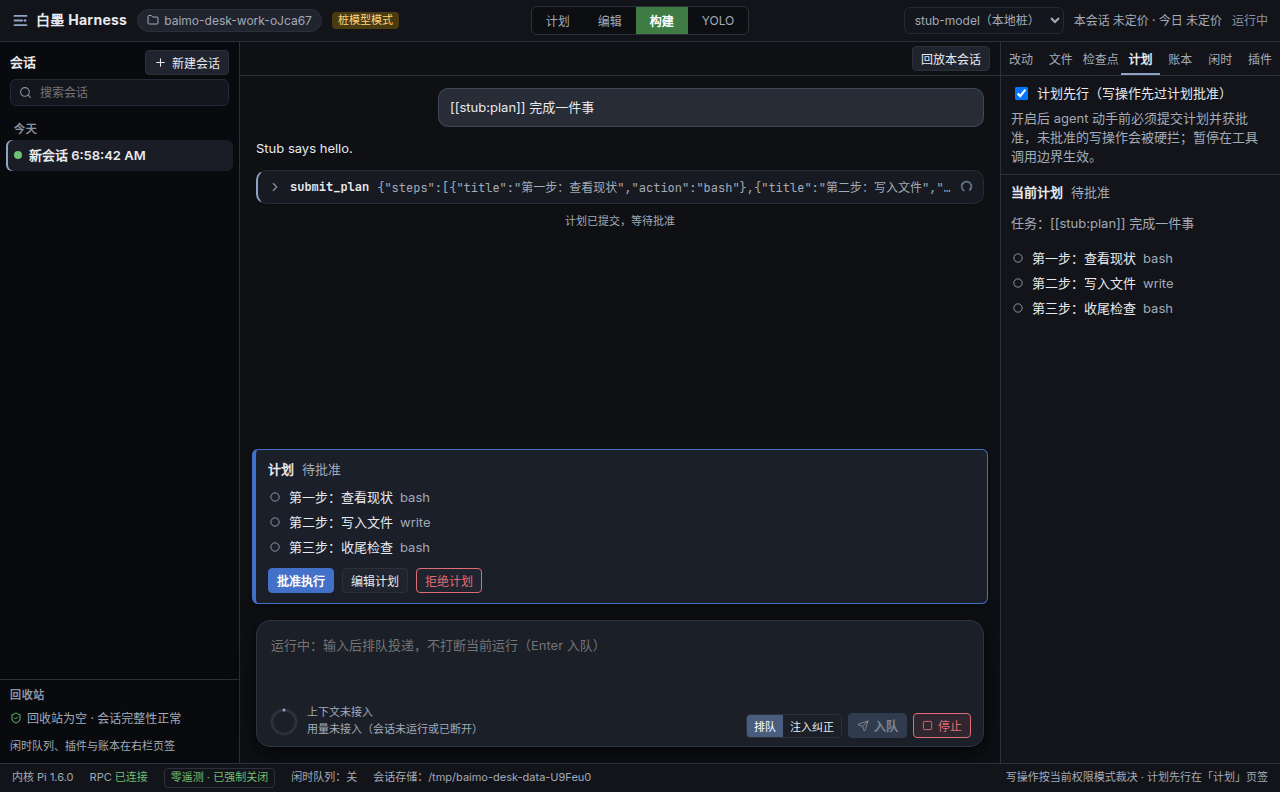 白墨 Harness
baimo-desk-work-oJca67
桩模型模式
计划
编辑
构建
YOLO
stub-model（本地桩）
本会话 未定价 · 今日 未定价
运行中
会话
新建会话
搜索会话
今天
新会话 6:58:42 AM
回收站
回收站为空 · 会话完整性正常
闲时队列、插件与账本在右栏页签
回放本会话
[[stub:plan]] 完成一件事
Stub says hello.
submit_plan {"steps":[{"title":"第一步：查看现状","action":"bash"},{"title":"第二步：写入文件","…
计划已提交，等待批准
计划 待批准
第一步：查看现状 bash
第二步：写入文件 write
第三步：收尾检查 bash
批准执行
编辑计划
拒绝计划
运行中：输入后排队投递，不打断当前运行（Enter 入队）
上下文未接入
用量未接入（会话未运行或已断开）
排队
注入纠正
入队
停止
改动
文件
检查点
计划
账本
闲时
插件
计划先行（写操作先过计划批准）
开启后 agent 动手前必须提交计划并获批
准，未批准的写操作会被硬拦；暂停在工具
调用边界生效。
当前计划 待批准
任务：[[stub:plan]] 完成一件事
第一步：查看现状 bash
第二步：写入文件 write
第三步：收尾检查 bash
内核 Pi 1.6.0
RPC 已连接
零遥测 · 已强制关闭
闲时队列：关
会话存储：/tmp/baimo-desk-data-U9Feu0
写操作按当前权限模式裁决 · 计划先行在「计划」页签